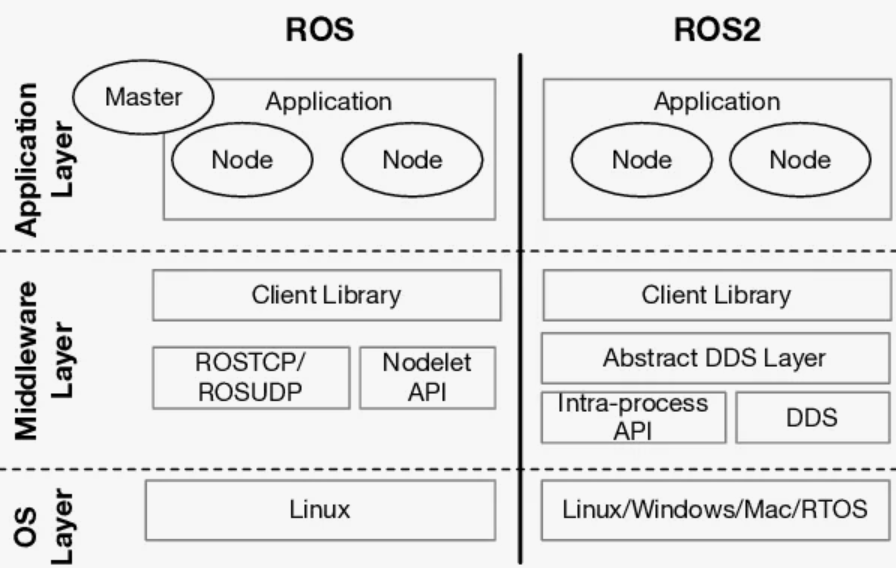 ROS
ROS2
Application
Layer
Master
Application
Node
Node
Application
Node
Node
Middleware
Layer
Client Library
ROSTCP/
ROSUDP
Nodelet
API
Client Library
Abstract DDS Layer
Intra-process
API
DDS
OS
Layer
Linux
Linux/Windows/Mac/RTOS